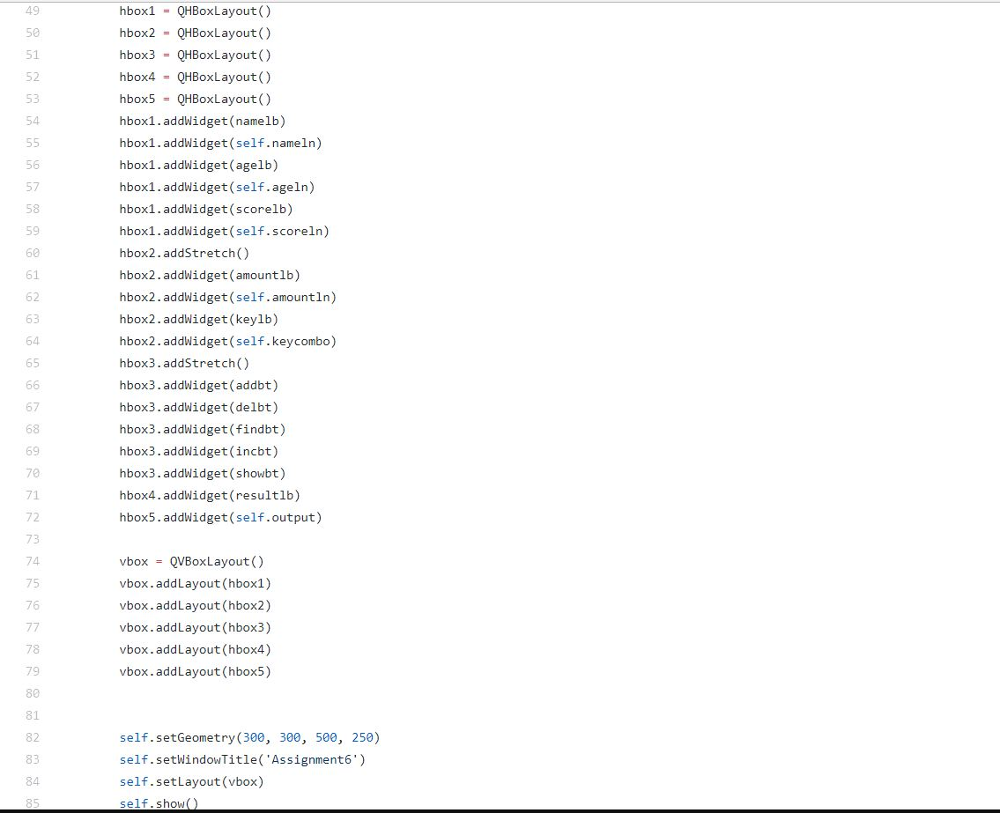 49 hbox1 = QHBoxLayout()
50 hbox2 = QHBoxLayout()
51 hbox3 = QHBoxLayout()
52 hbox4 = QHBoxLayout()
53 hbox5 = QHBoxLayout()
54 hbox1.addWidget(namelb)
55 hbox1.addWidget(self.nameln)
56 hbox1.addWidget(agelb)
57 hbox1.addWidget(self.ageln)
58 hbox1.addWidget(scorelb)
59 hbox1.addWidget(self.scoreln)
60 hbox2.addStretch()
61 hbox2.addWidget(amountlb)
62 hbox2.addWidget(self.amountln)
63 hbox2.addWidget(keylb)
64 hbox2.addWidget(self.keycombo)
65 hbox3.addStretch()
66 hbox3.addWidget(addbt)
67 hbox3.addWidget(delbt)
68 hbox3.addWidget(findbt)
69 hbox3.addWidget(incbt)
70 hbox3.addWidget(showbt)
71 hbox4.addWidget(resultlb)
72 hbox5.addWidget(self.output)
73
74 vbox = QVBoxLayout()
75 vbox.addLayout(hbox1)
76 vbox.addLayout(hbox2)
77 vbox.addLayout(hbox3)
78 vbox.addLayout(hbox4)
79 vbox.addLayout(hbox5)
80
81
82 self.setGeometry(300, 300, 500, 250)
83 self.setWindowTitle('Assignment6')
84 self.setLayout(vbox)
85 self.show()